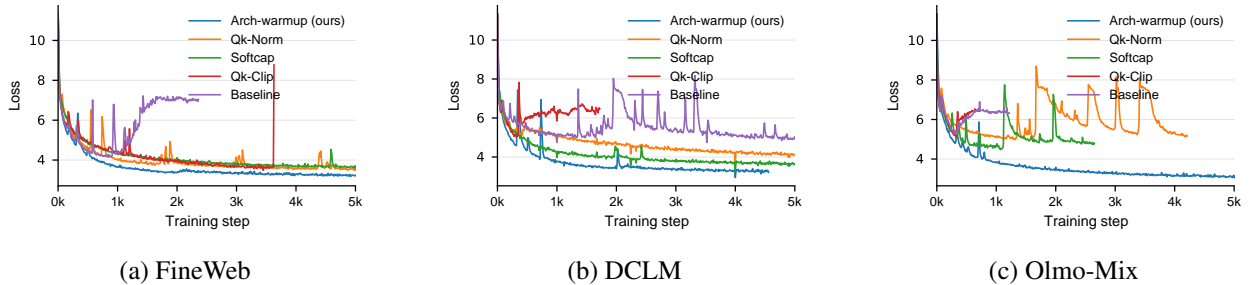 Arch-warmup (ours)
Qk-Norm
Softcap
Qk-Clip
Baseline
10
8
6
4
Loss
0k
1k
2k
3k
4k
5k
Training step
(a) FineWeb
Arch-warmup (ours)
Qk-Norm
Softcap
Qk-Clip
Baseline
10
8
6
4
Loss
0k
1k
2k
3k
4k
5k
Training step
(b) DCLM
Arch-warmup (ours)
Qk-Norm
Softcap
Qk-Clip
Baseline
10
8
6
4
Loss
0k
1k
2k
3k
4k
5k
Training step
(c) Olmo-Mix